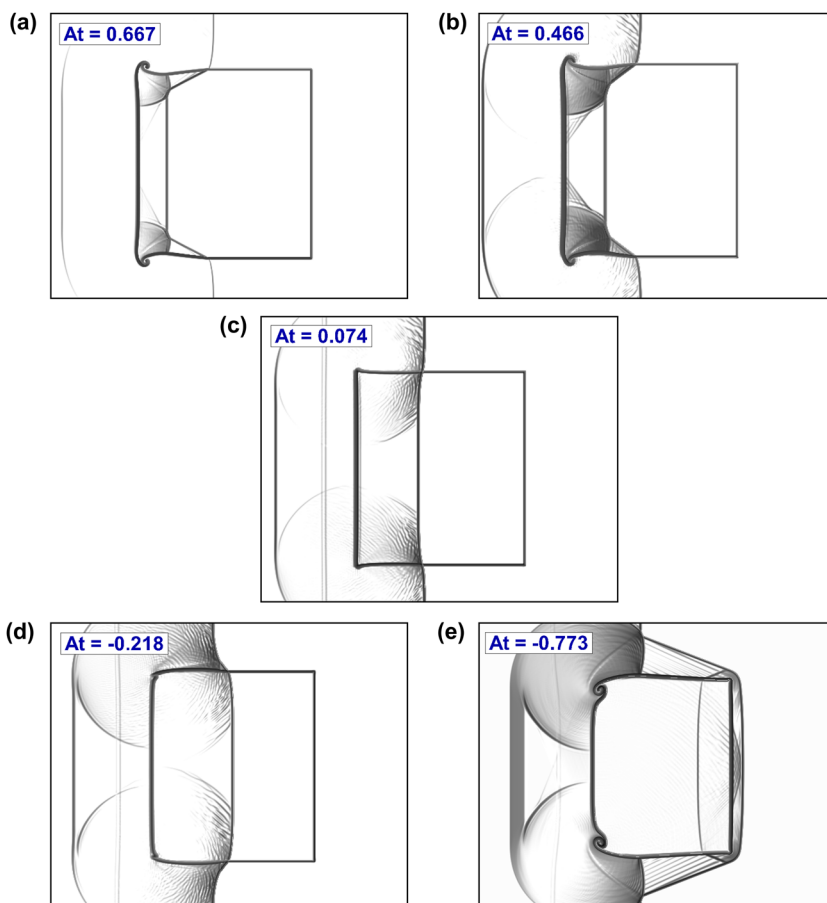 (a)
At = 0.667
(b)
At = 0.466
(c)
At = 0.074
(d)
At = -0.218
(e)
At = -0.773